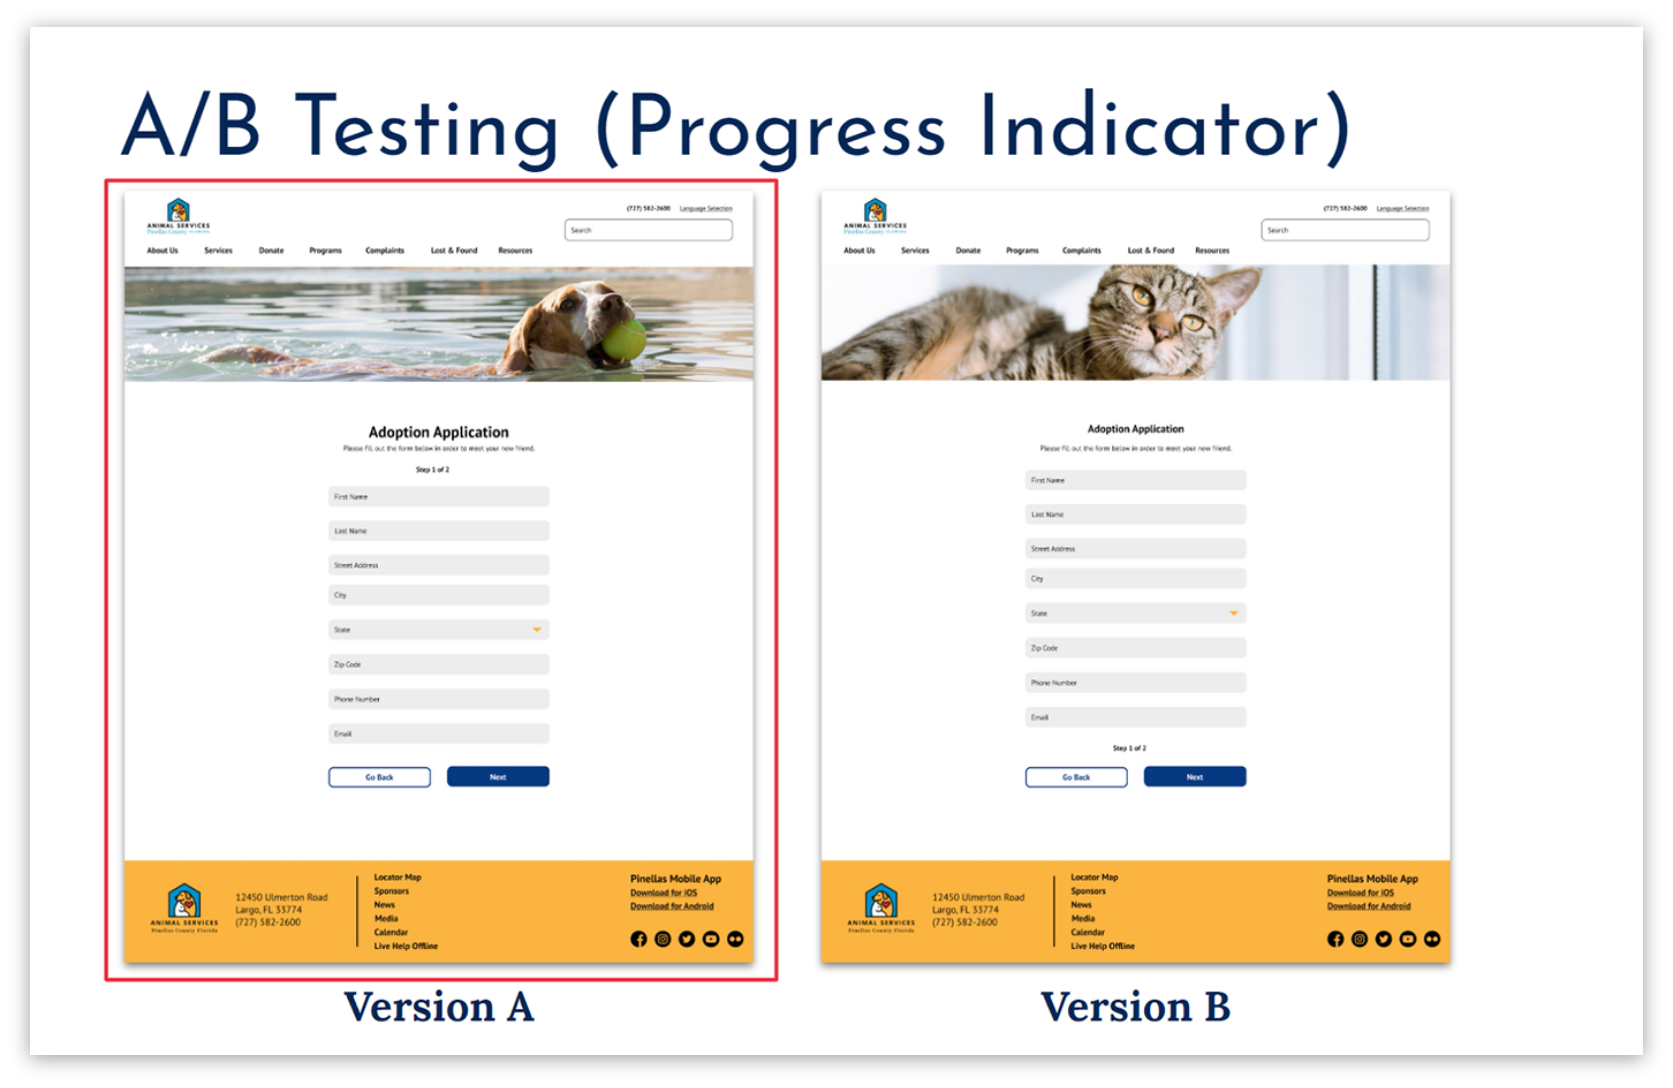 A/B Testing (Progress Indicator)
ANIMAL SERVICES
Pinellas County FLORIDA
(727) 582-2600 Language Selection
Search
About Us Services Donate Programs Complaints Lost & Found Resources
Adoption Application
Please fill out the form below in order to meet your new friend.
Step 1 of 2
First Name
Last Name
Street Address
City
State
Zip Code
Phone Number
Email
Go Back Next
ANIMAL SERVICES
Pinellas County Florida
12450 Ulmerton Road
Largo, FL 33774
(727) 582-2600
Locator Map
Sponsors
News
Media
Calendar
Live Help Offline
Pinellas Mobile App
Download for iOS
Download for Android
Version A
ANIMAL SERVICES
Pinellas County FLORIDA
(727) 582-2600 Language Selection
Search
About Us Services Donate Programs Complaints Lost & Found Resources
Adoption Application
Please fill out the form below in order to meet your new friend.
First Name
Last Name
Street Address
City
State
Zip Code
Phone Number
Email
Step 1 of 2
Go Back Next
ANIMAL SERVICES
Pinellas County Florida
12450 Ulmerton Road
Largo, FL 33774
(727) 582-2600
Locator Map
Sponsors
News
Media
Calendar
Live Help Offline
Pinellas Mobile App
Download for iOS
Download for Android
Version B